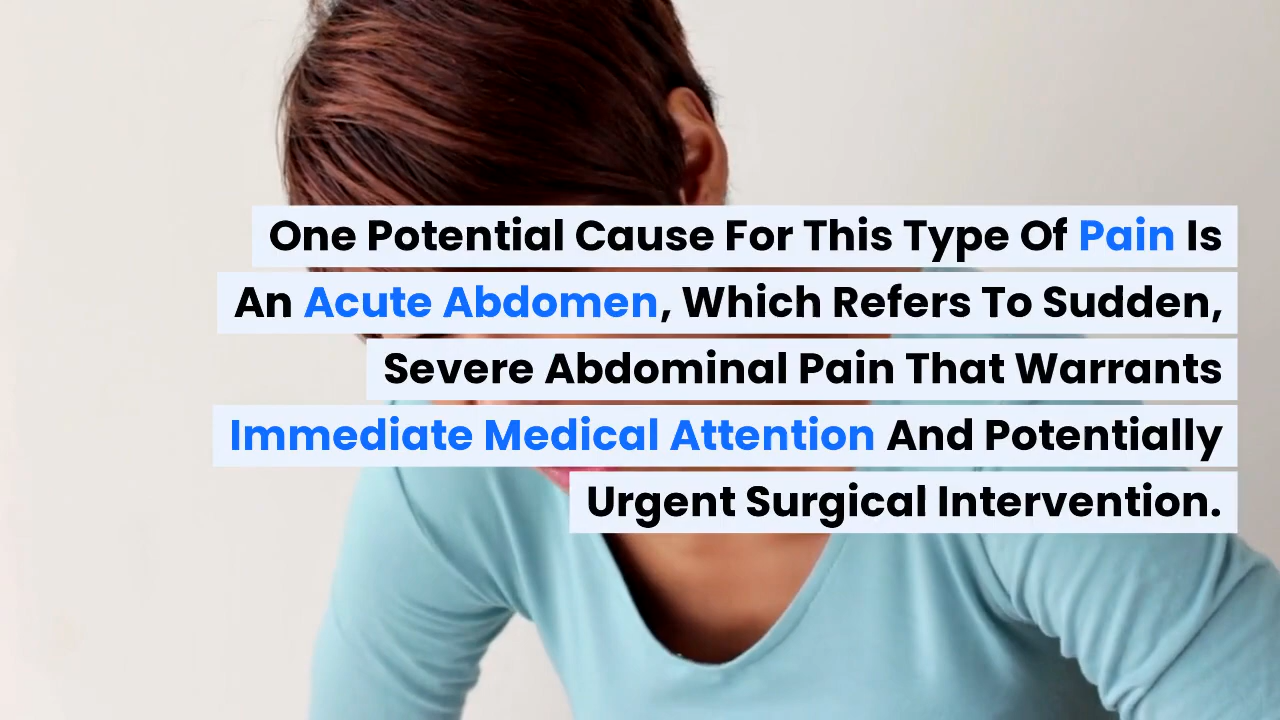 One Potential Cause For This Type Of Pain Is
An Acute Abdomen, Which Refers To Sudden,
Severe Abdominal Pain That Warrants
Immediate Medical Attention And Potentially
Urgent Surgical Intervention.